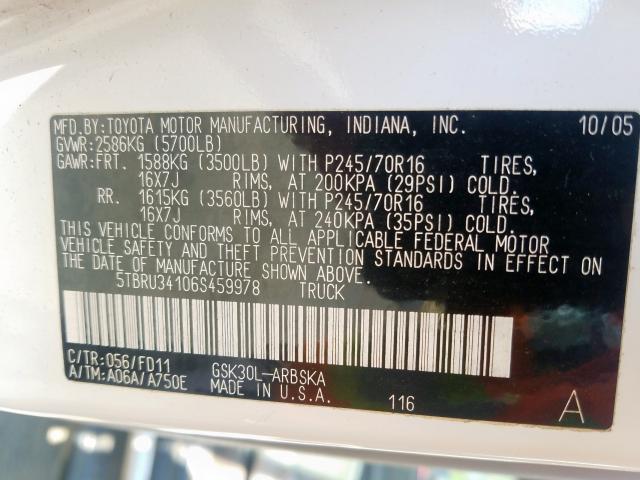 MFD.BY:TOYOTA MOTOR MANUFACTURING, INDIANA, INC. 10/05
GVWR:2586KG (5700LB)
GAWR:FRT. 1588KG (3500LB) WITH P245/70R16 TIRES,
16X7J RIMS, AT 200KPA (29PSI) COLD.
RR. 1615KG (3560LB) WITH P245/70R16 TIRES,
16X7J RIMS, AT 240KPA (35PSI) COLD.
THIS VEHICLE CONFORMS TO ALL APPLICABLE FEDERAL MOTOR
VEHICLE SAFETY AND THEFT PREVENTION STANDARDS IN EFFECT ON
THE DATE OF MANUFACTURE SHOWN ABOVE.
5TBRU34106S459978 TRUCK
C/TR:056/FD11 GSK30L-ARBSKA
A/TM:A06A/A750E MADE IN U.S.A. 116 A